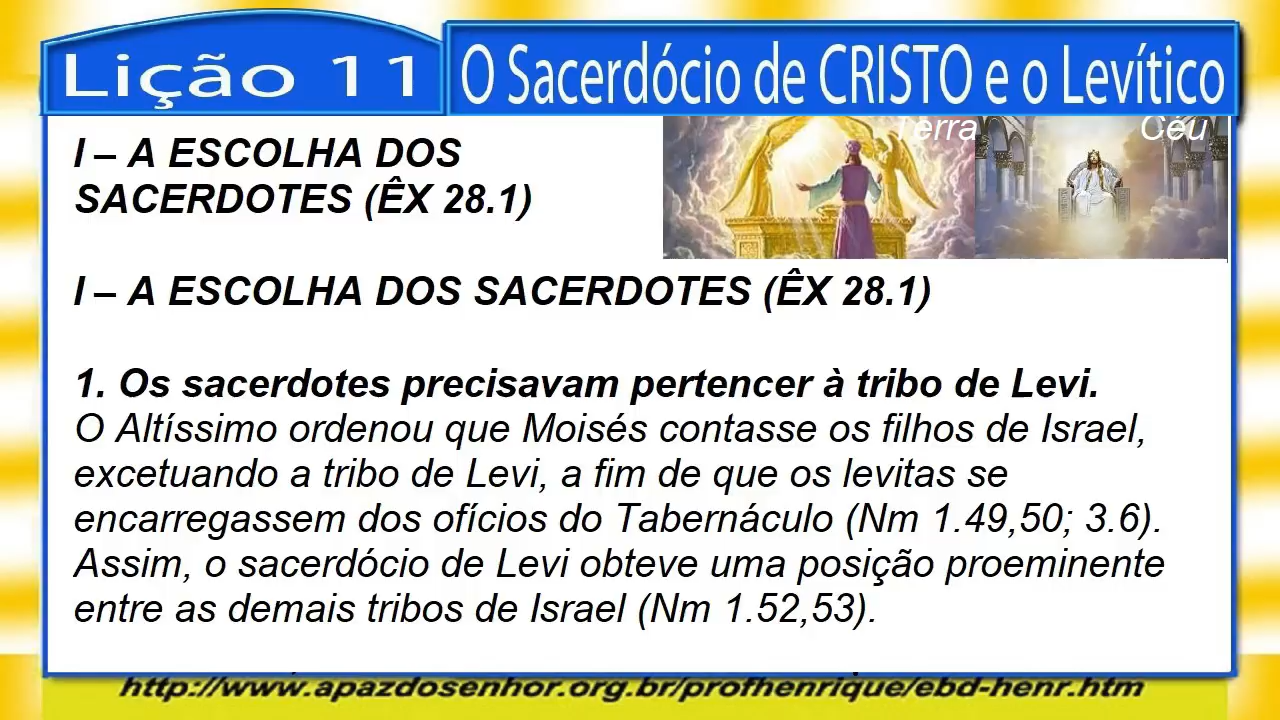 Lição 11
O Sacerdócio de CRISTO e o Levítico
Terra
Céu
I – A ESCOLHA DOS
SACERDOTES (ÊX 28.1)
I – A ESCOLHA DOS SACERDOTES (ÊX 28.1)
1. Os sacerdotes precisavam pertencer à tribo de Levi.
O Altíssimo ordenou que Moisés contasse os filhos de Israel,
excetuando a tribo de Levi, a fim de que os levitas se
encarregassem dos ofícios do Tabernáculo (Nm 1.49,50; 3.6).
Assim, o sacerdócio de Levi obteve uma posição proeminente
entre as demais tribos de Israel (Nm 1.52,53).
http://www.apazdosenhor.org.br/profhenrique/ebd-henr.htm